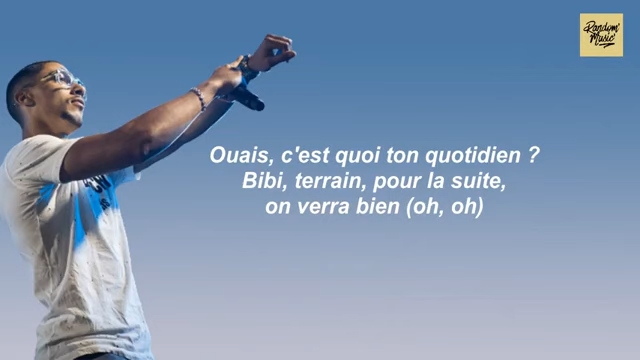 Random'
Music
Ouais, c'est quoi ton quotidien ?
Bibi, terrain, pour la suite,
on verra bien (oh, oh)